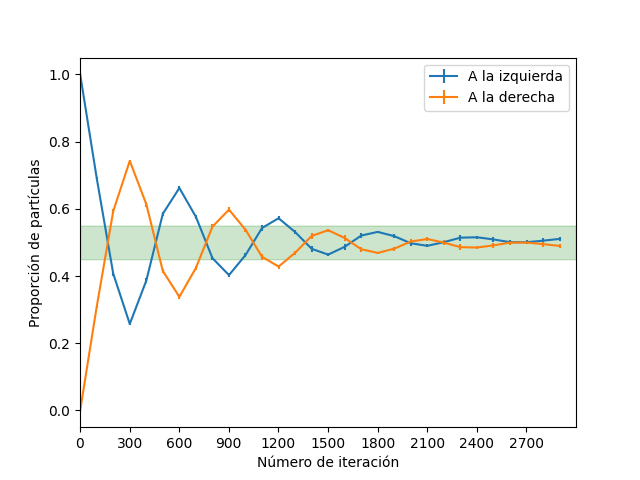 A la izquierda
A la derecha
Proporción de partículas
1.0
0.8
0.6
0.4
0.2
0.0
0 300 600 900 1200 1500 1800 2100 2400 2700
Número de iteración